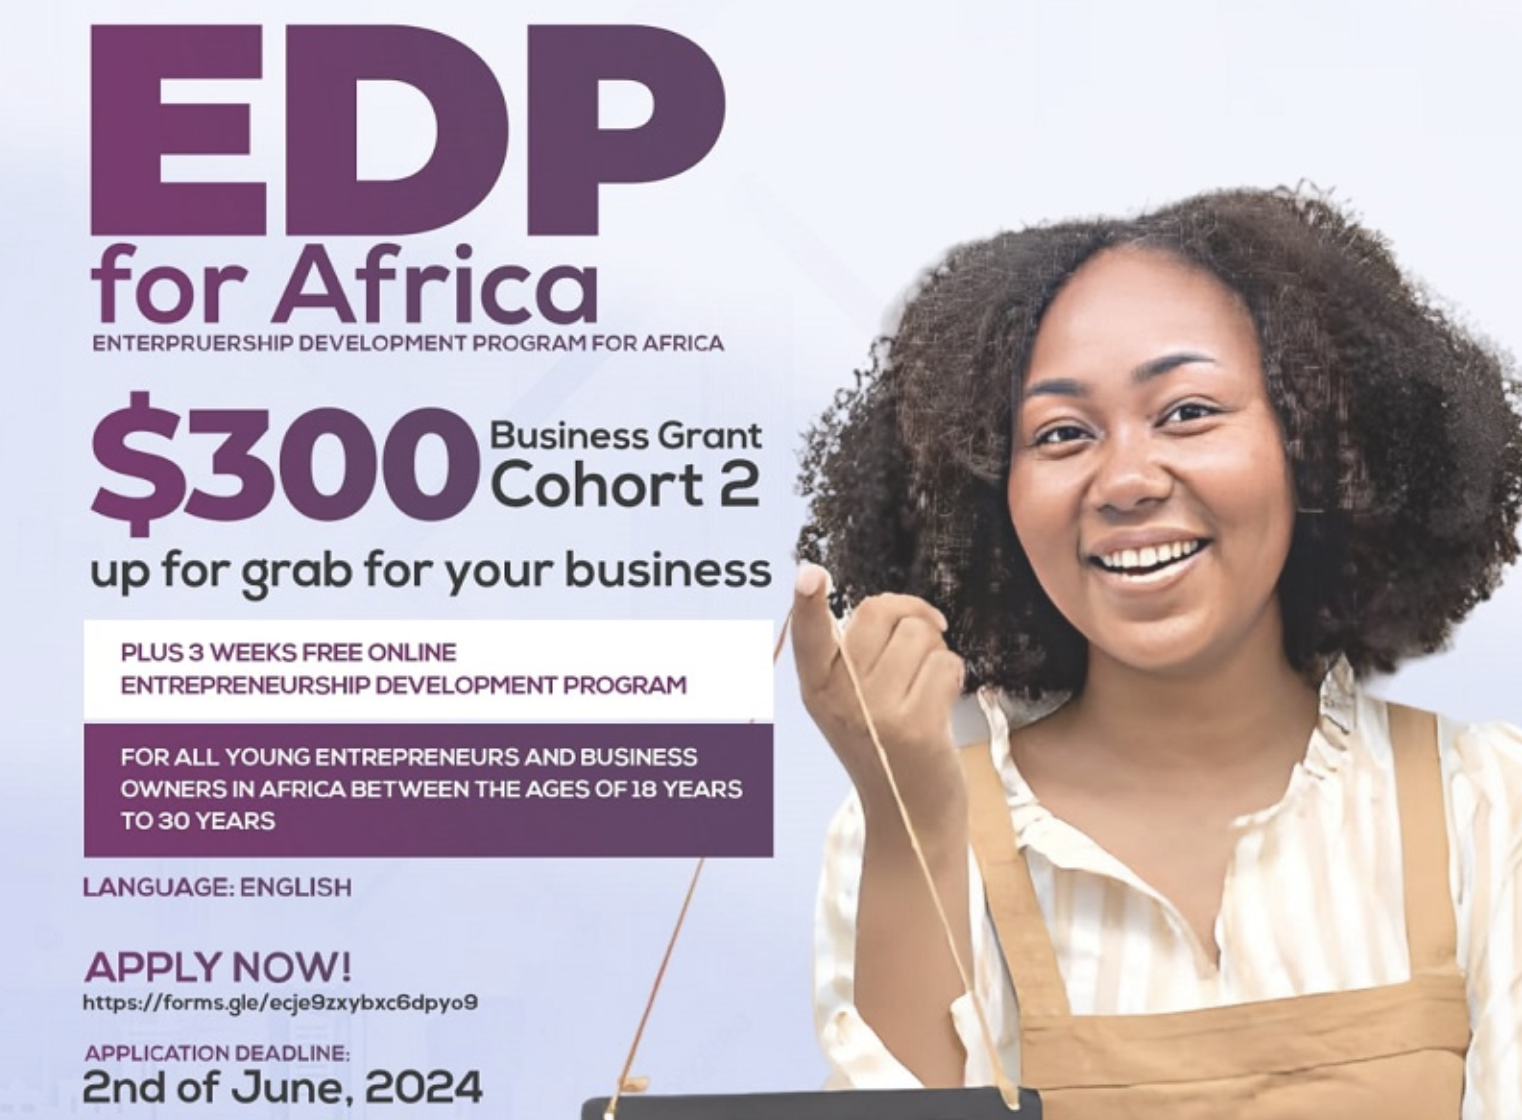 EDP
for Africa
ENTERPRUERSHIP DEVELOPMENT PROGRAM FOR AFRICA
$300 Business Grant
Cohort 2
up for grab for your business
PLUS 3 WEEKS FREE ONLINE
ENTREPRENEURSHIP DEVELOPMENT PROGRAM
FOR ALL YOUNG ENTREPRENEURS AND BUSINESS
OWNERS IN AFRICA BETWEEN THE AGES OF 18 YEARS
TO 30 YEARS
LANGUAGE: ENGLISH
APPLY NOW!
https://forms.gle/ecje9zxybxc6dpyo9
APPLICATION DEADLINE:
2nd of June, 2024